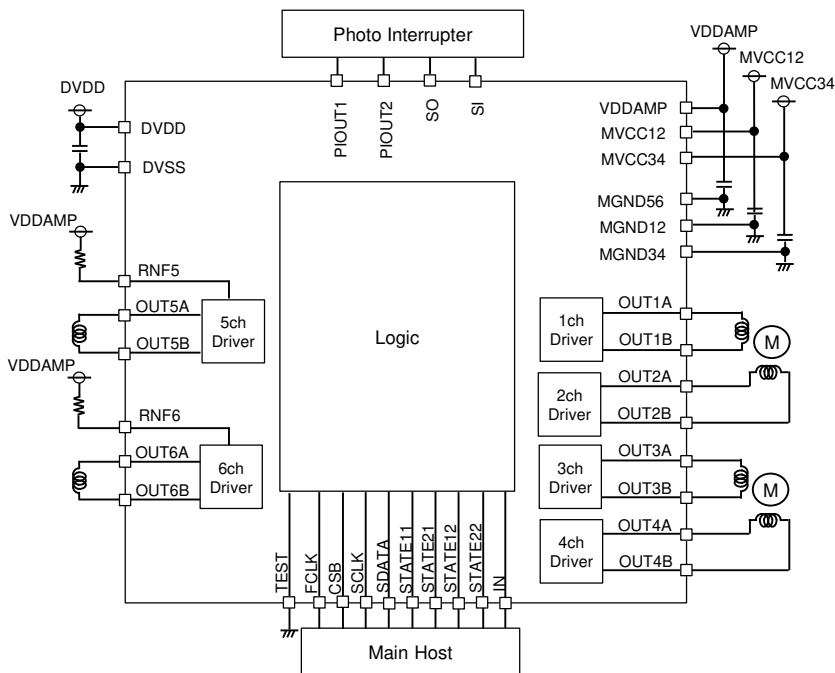 Photo Interrupter
VDDAMP
MVCC12
MVCC34
DVDD
PIOUT1
PIOUT2
SO
SI
DVDD
DVSS
VDDAMP
MVCC12
MVCC34
MGND56
MGND12
MGND34
VDDAMP
RNF5
OUT5A
5ch
Driver
OUT5B
VDDAMP
RNF6
OUT6A
6ch
Driver
OUT6B
Logic
1ch
Driver
OUT1A
OUT1B
M
2ch
Driver
OUT2A
OUT2B
3ch
Driver
OUT3A
OUT3B
M
4ch
Driver
OUT4A
OUT4B
TEST
FCLK
CSB
SCLK
SDATA
STATE11
STATE21
STATE12
STATE22
IN
Main Host